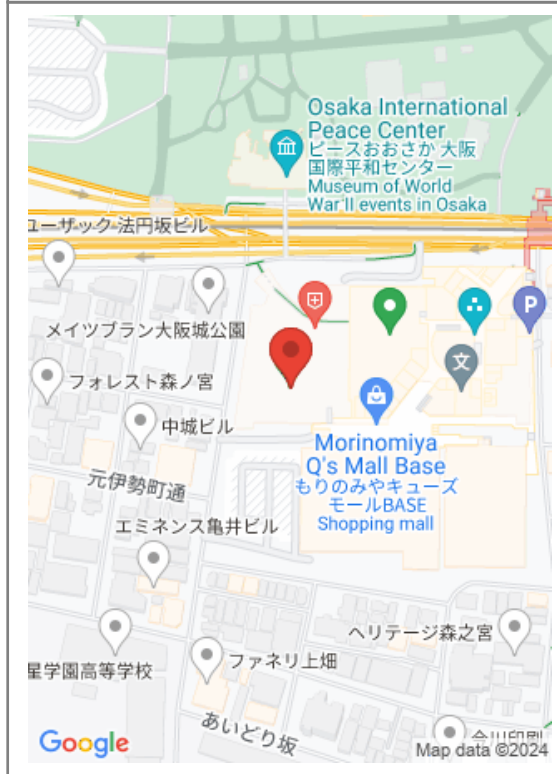 Osaka International
Peace Center
ピースおおさか 大阪
国際平和センター
Museum of World
War II events in Osaka
ユーザック 法円坂ビル
P
メイツブラン大阪城公園
文
フォレスト森ノ宮
中城ビル
Morinomiya
Q's Mall Base
もりのみやキューズ
モールBASE
Shopping mall
元伊勢町通
エミネンス亀井ビル
ヘリテージ森之宮
星学園高等学校
ファネリ上畑
あいどり坂
Google
Map data ©2024